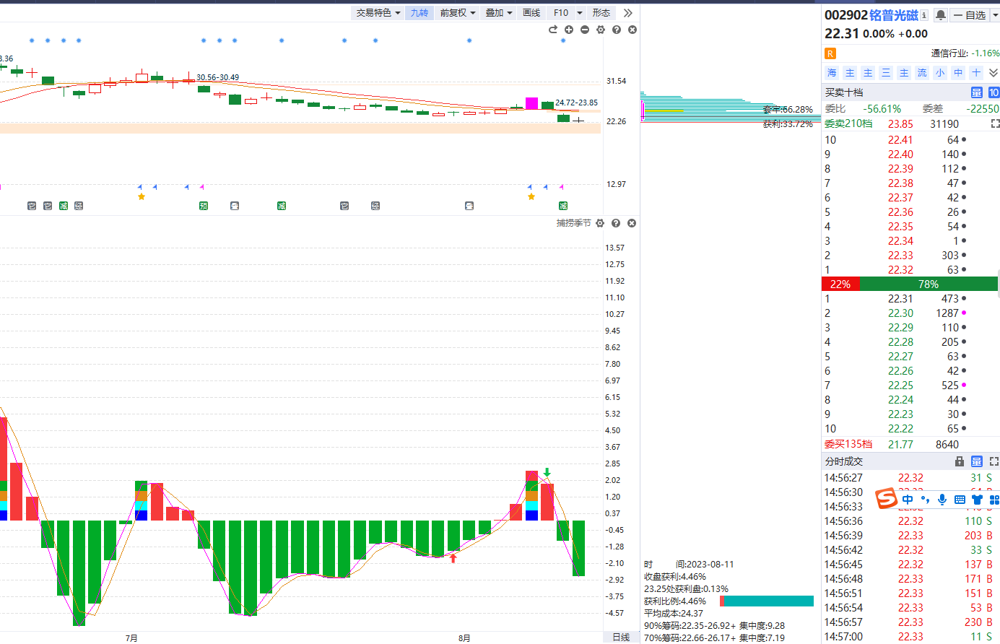 交易特色 九转 前复权 叠加 画线 F10 形态
3.36
30.56-30.49
24.72-23.85
31.54
22.26
12.97
它 它 减 经 预 叠 减 它 经 叠 减
捕捞季节
13.57
12.75
11.92
11.10
10.27
9.45
8.62
7.80
6.97
6.15
5.32
4.50
3.67
2.85
2.02
1.20
0.37
-0.45
-1.28
-2.10
-2.92
-3.75
-4.57
7月 8月 日线
套牢:66.28%
获利:33.72%
时 间:2023-08-11
收盘获利:4.46%
23.25处获利盘:0.13%
获利比例:4.46%
平均成本:24.37
90%筹码:22.35-26.92+ 集中度:9.28
70%筹码:22.66-26.17+ 集中度:7.19
002902 铭普光磁 自选
22.31 0.00% +0.00
R 通信行业: -1.16%
海 主 主 三 主 流 小 中 十
买卖十档 量 10
委比 -56.61% 委差 -22550
委卖210档 23.85 31190
10 22.41 64
9 22.40 140
8 22.39 112
7 22.38 47
6 22.37 42
5 22.36 26
4 22.35 54
3 22.34 1
2 22.33 303
1 22.32 63
22% 78%
1 22.31 473
2 22.30 1287
3 22.29 110
4 22.28 205
5 22.27 63
6 22.26 42
7 22.25 525
8 22.24 44
9 22.23 30
10 22.22 65
委买135档 21.77 8640
分时成交 量
14:56:27 22.32 31 S
14:56:30
S 中
14:56:33
14:56:36 22.32 110 S
14:56:39 22.33 203 B
14:56:42 22.32 33 S
14:56:45 22.32 137 B
14:56:48 22.33 171 B
14:56:51 22.33 151 B
14:56:54 22.33 53 B
14:56:57 22.33 230 B
14:57:00 22.33 11 S